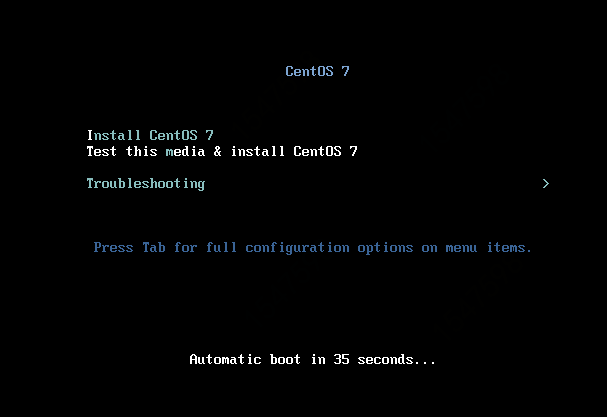 CentOS 7
Install CentOS 7
Test this media & install CentOS 7
Troubleshooting >
Press Tab for full configuration options on menu items.
Automatic boot in 35 seconds...